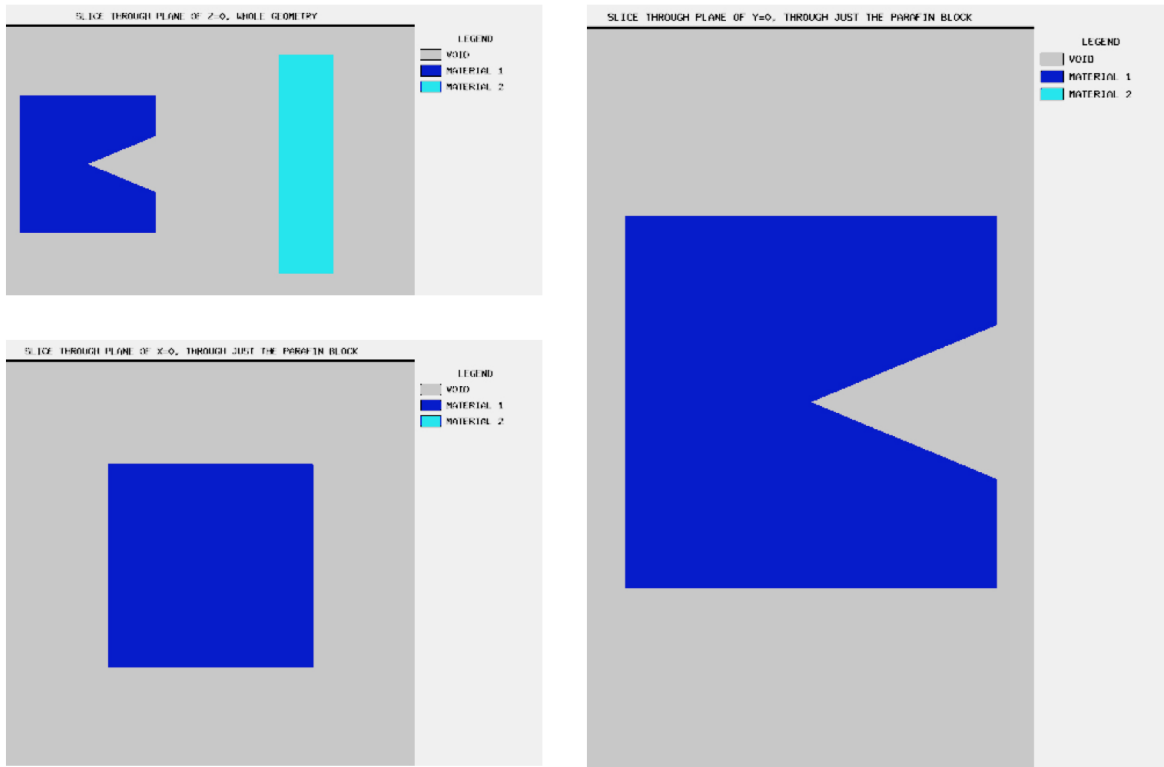 SLICE THROUGH PLANE OF Z=0, WHOLE GEOMETRY
LEGEND
VOID
MATERIAL 1
MATERIAL 2
SLICE THROUGH PLANE OF X=0, THROUGH JUST THE PARAFIN BLOCK
LEGEND
VOID
MATERIAL 1
MATERIAL 2
SLICE THROUGH PLANE OF Y=0, THROUGH JUST THE PARAFIN BLOCK
LEGEND
VOID
MATERIAL 1
MATERIAL 2